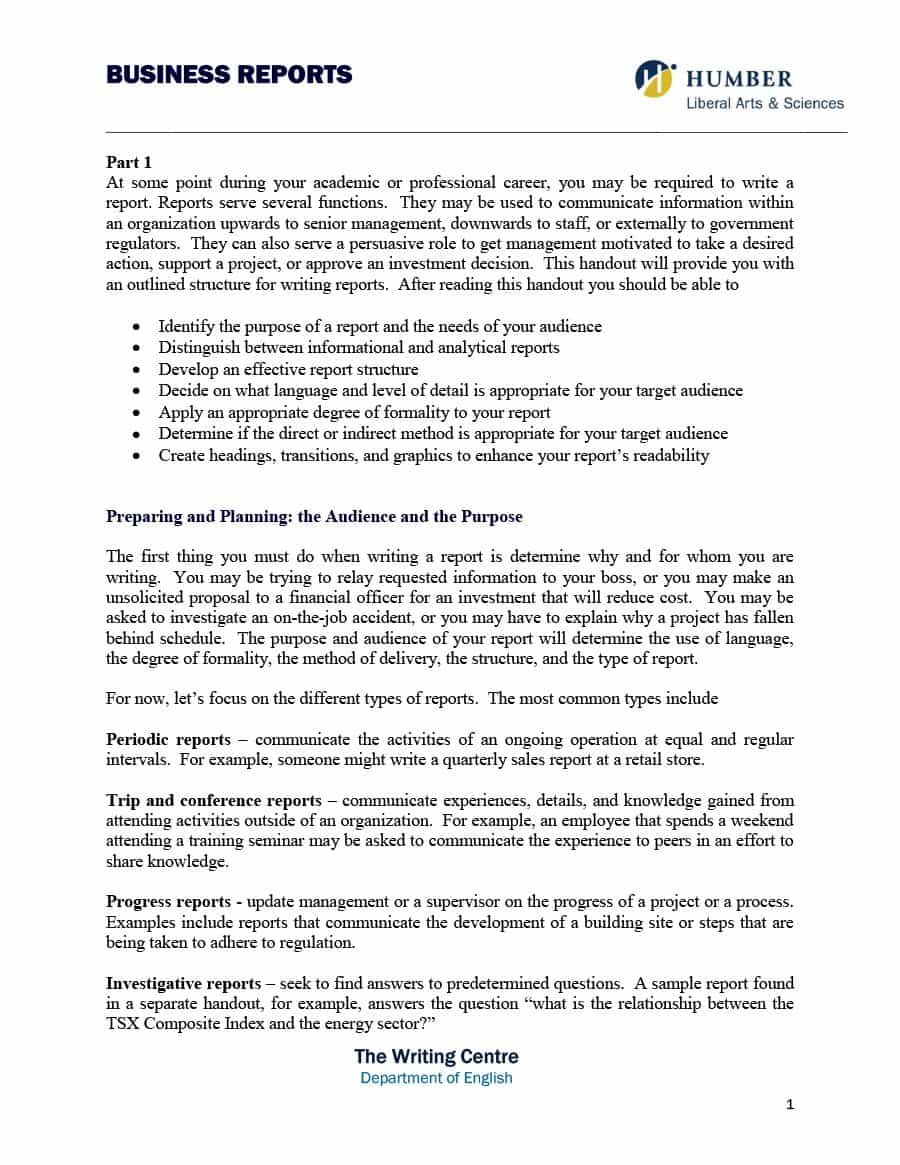 BUSINESS REPORTS
HUMBER
Liberal Arts & Sciences
Part 1
At some point during your academic or professional career, you may be required to write a
report. Reports serve several functions.  They may be used to communicate information within
an organization upwards to senior management, downwards to staff, or externally to government
regulators.  They can also serve a persuasive role to get management motivated to take a desired
action, support a project, or approve an investment decision.  This handout will provide you with
an outlined structure for writing reports.  After reading this handout you should be able to
• Identify the purpose of a report and the needs of your audience
• Distinguish between informational and analytical reports
• Develop an effective report structure
• Decide on what language and level of detail is appropriate for your target audience
• Apply an appropriate degree of formality to your report
• Determine if the direct or indirect method is appropriate for your target audience
• Create headings, transitions, and graphics to enhance your report’s readability
Preparing and Planning: the Audience and the Purpose
The first thing you must do when writing a report is determine why and for whom you are
writing.  You may be trying to relay requested information to your boss, or you may make an
unsolicited proposal to a financial officer for an investment that will reduce cost.  You may be
asked to investigate an on-the-job accident, or you may have to explain why a project has fallen
behind schedule.  The purpose and audience of your report will determine the use of language,
the degree of formality, the method of delivery, the structure, and the type of report.
For now, let’s focus on the different types of reports.  The most common types include
Periodic reports – communicate the activities of an ongoing operation at equal and regular
intervals.  For example, someone might write a quarterly sales report at a retail store.
Trip and conference reports – communicate experiences, details, and knowledge gained from
attending activities outside of an organization.  For example, an employee that spends a weekend
attending a training seminar may be asked to communicate the experience to peers in an effort to
share knowledge.
Progress reports - update management or a supervisor on the progress of a project or a process.
Examples include reports that communicate the development of a building site or steps that are
being taken to adhere to regulation.
Investigative reports – seek to find answers to predetermined questions.  A sample report found
in a separate handout, for example, answers the question “what is the relationship between the
TSX Composite Index and the energy sector?”
The Writing Centre
Department of English
1